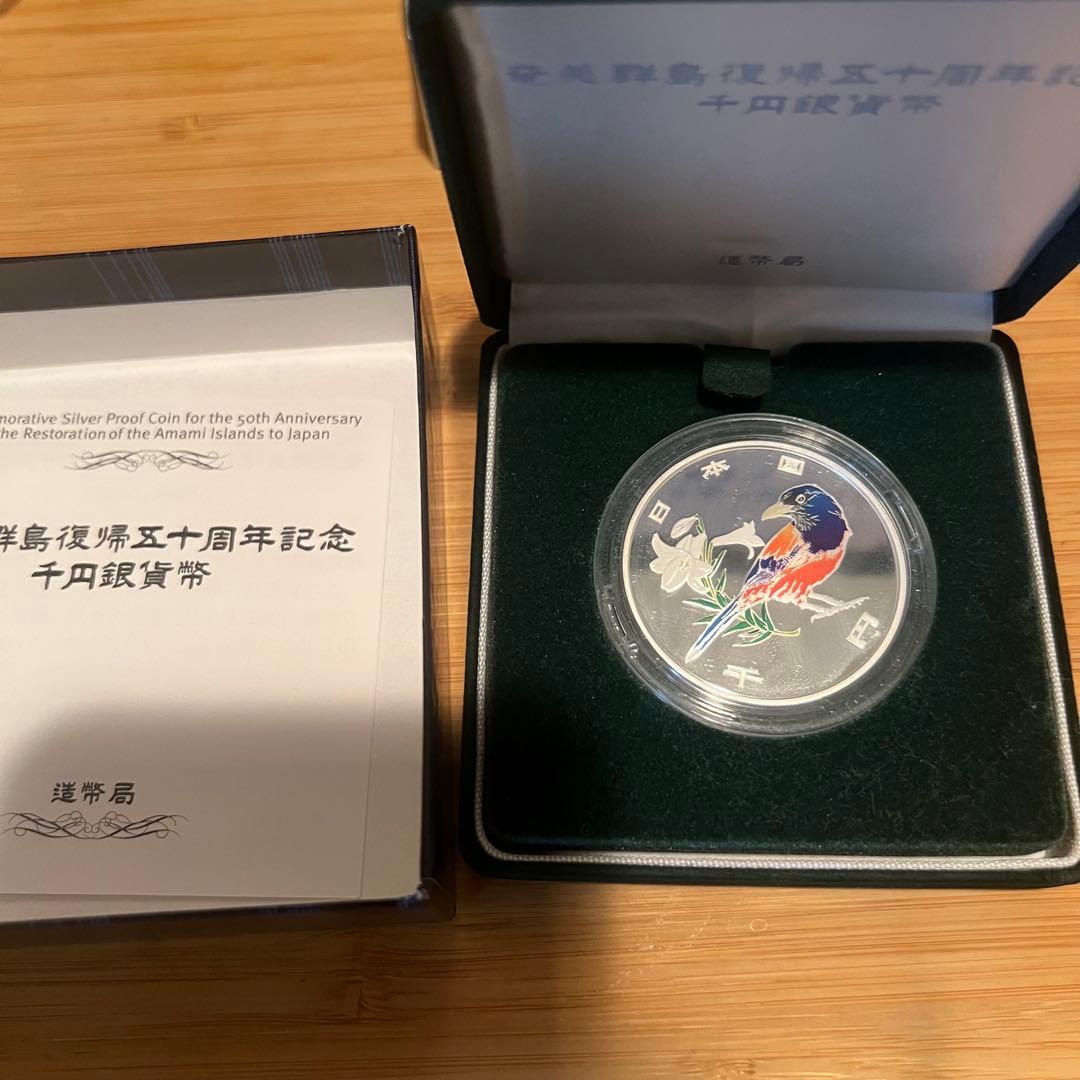 morative Silver Proof Coin for the 50th Anniversary
the Restoration of the Amami Islands to Japan
群島復帰五十周年記念
千円銀貨幣
造幣局
奄美群島復帰五十周年記
千円銀貨幣
造幣局
日本国
千円